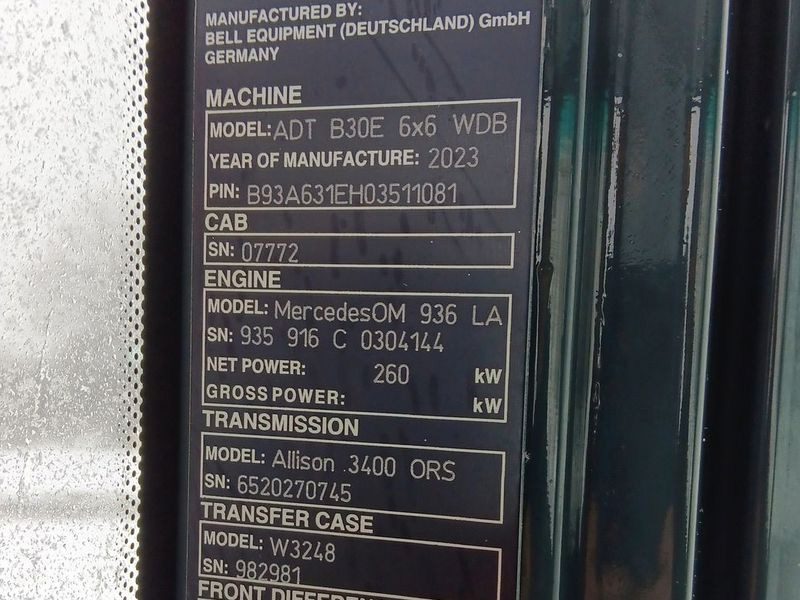 MANUFACTURED BY:
BELL EQUIPMENT (DEUTSCHLAND) GmbH
GERMANY
MACHINE
MODEL: ADT B30E 6x6 WDB
YEAR OF MANUFACTURE: 2023
PIN: B93A631EH03511081
CAB
SN: 07772
ENGINE
MODEL: MercedesOM 936 LA
SN: 935 916 C 0304144
NET POWER: 260 kW
GROSS POWER: kW
TRANSMISSION
MODEL: Allison .3400 ORS
SN: 6520270745
TRANSFER CASE
MODEL: W3248
SN: 982981
FRONT